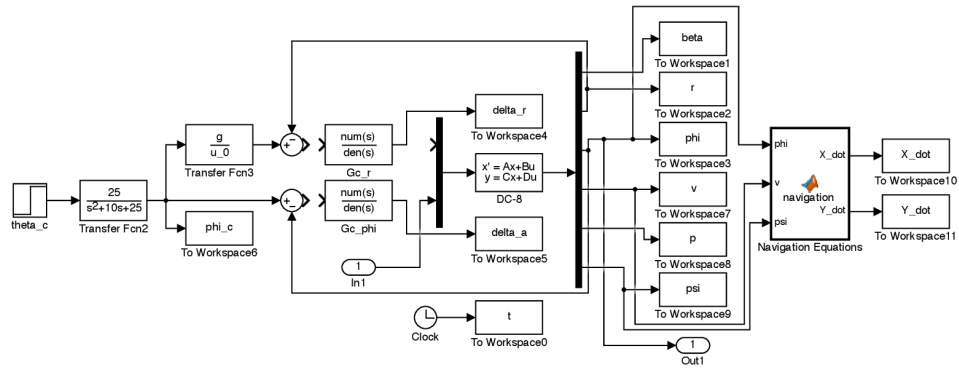 beta
To Workspace1
r
To Workspace2
delta_r
To Workspace4
num(s)
den(s)
Gc_r
g
u_0
Transfer Fcn3
phi
To Workspace3
phi
v
psi
X_dot
navigation
Y_dot
Navigation Equations
X_dot
To Workspace10
x' = Ax+Bu
y = Cx+Du
DC-8
v
To Workspace7
theta_c
25
s²+10s+25
Transfer Fcn2
num(s)
den(s)
Gc_phi
Y_dot
To Workspace11
phi_c
To Workspace6
delta_a
To Workspace5
p
To Workspace8
1
In1
psi
To Workspace9
Clock
t
To Workspace0
1
Out1